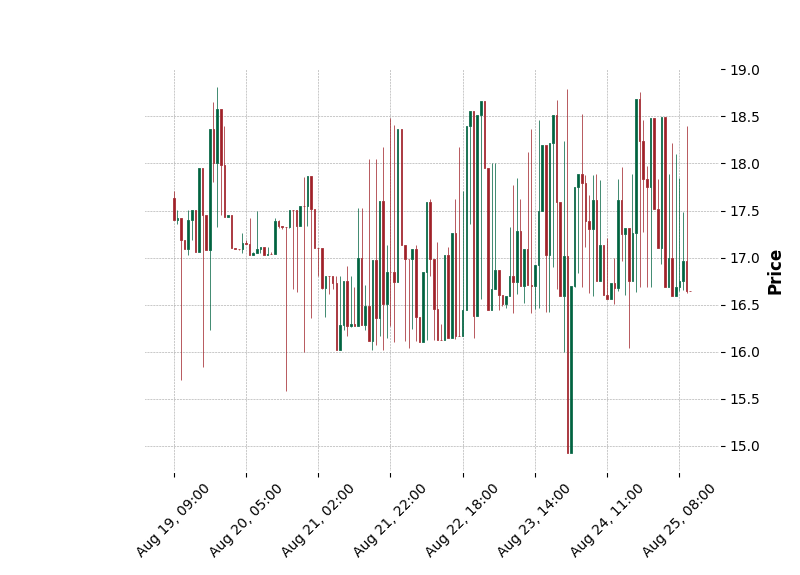 19.0
18.5
18.0
17.5
17.0
16.5
16.0
15.5
15.0
Price
Aug 19, 09:00
Aug 20, 05:00
Aug 21, 02:00
Aug 21, 22:00
Aug 22, 18:00
Aug 23, 14:00
Aug 24, 11:00
Aug 25, 08:00